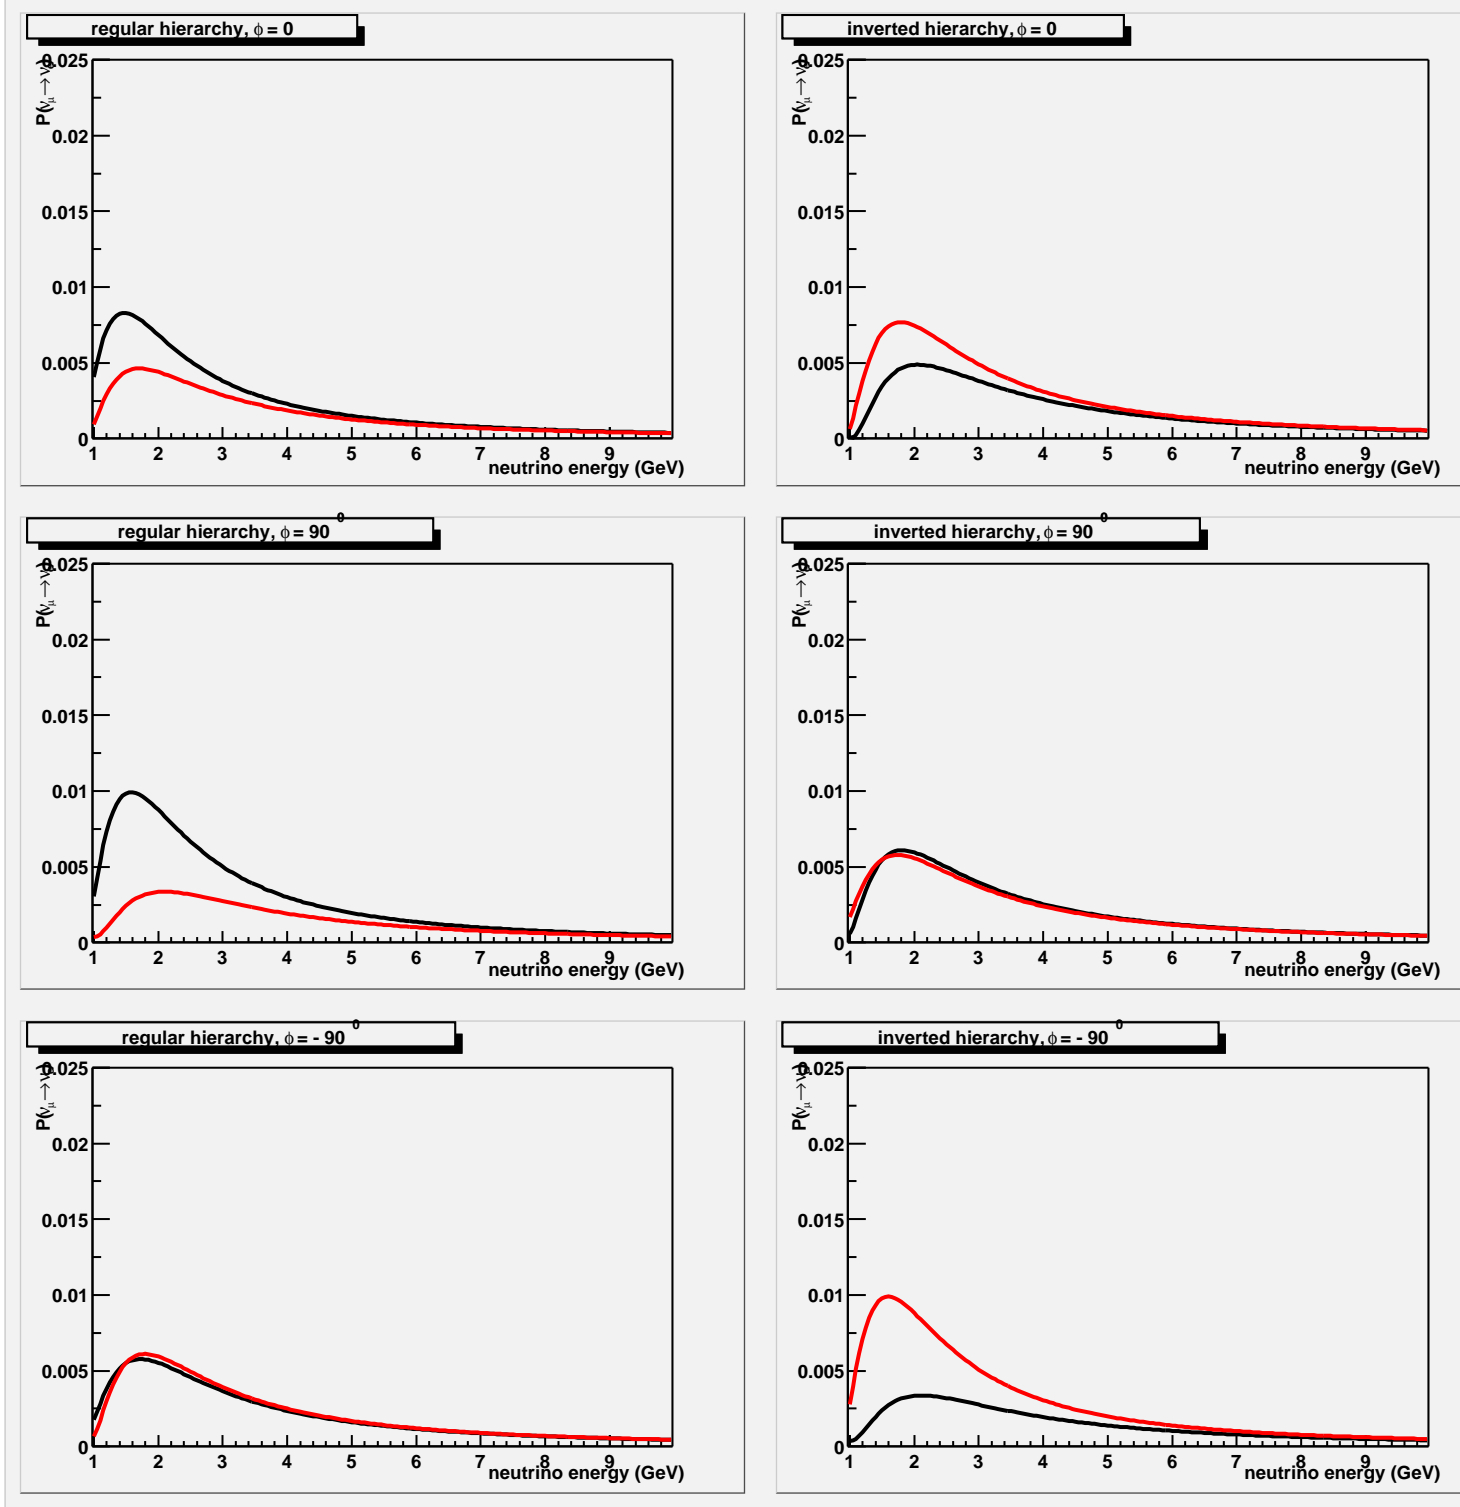 regular hierarchy, ϕ = 0
P(ν_μ → ν
0.025
0.02
0.015
0.01
0.005
0
1 2 3 4 5 6 7 8 9
neutrino energy (GeV)
inverted hierarchy, ϕ = 0
P(ν_μ → ν
0.025
0.02
0.015
0.01
0.005
0
1 2 3 4 5 6 7 8 9
neutrino energy (GeV)
regular hierarchy, ϕ = 90⁰
P(ν_μ → ν
0.025
0.02
0.015
0.01
0.005
0
1 2 3 4 5 6 7 8 9
neutrino energy (GeV)
inverted hierarchy, ϕ = 90⁰
P(ν_μ → ν
0.025
0.02
0.015
0.01
0.005
0
1 2 3 4 5 6 7 8 9
neutrino energy (GeV)
regular hierarchy, ϕ = - 90⁰
P(ν_μ → ν
0.025
0.02
0.015
0.01
0.005
0
1 2 3 4 5 6 7 8 9
neutrino energy (GeV)
inverted hierarchy, ϕ = - 90⁰
P(ν_μ → ν
0.025
0.02
0.015
0.01
0.005
0
1 2 3 4 5 6 7 8 9
neutrino energy (GeV)